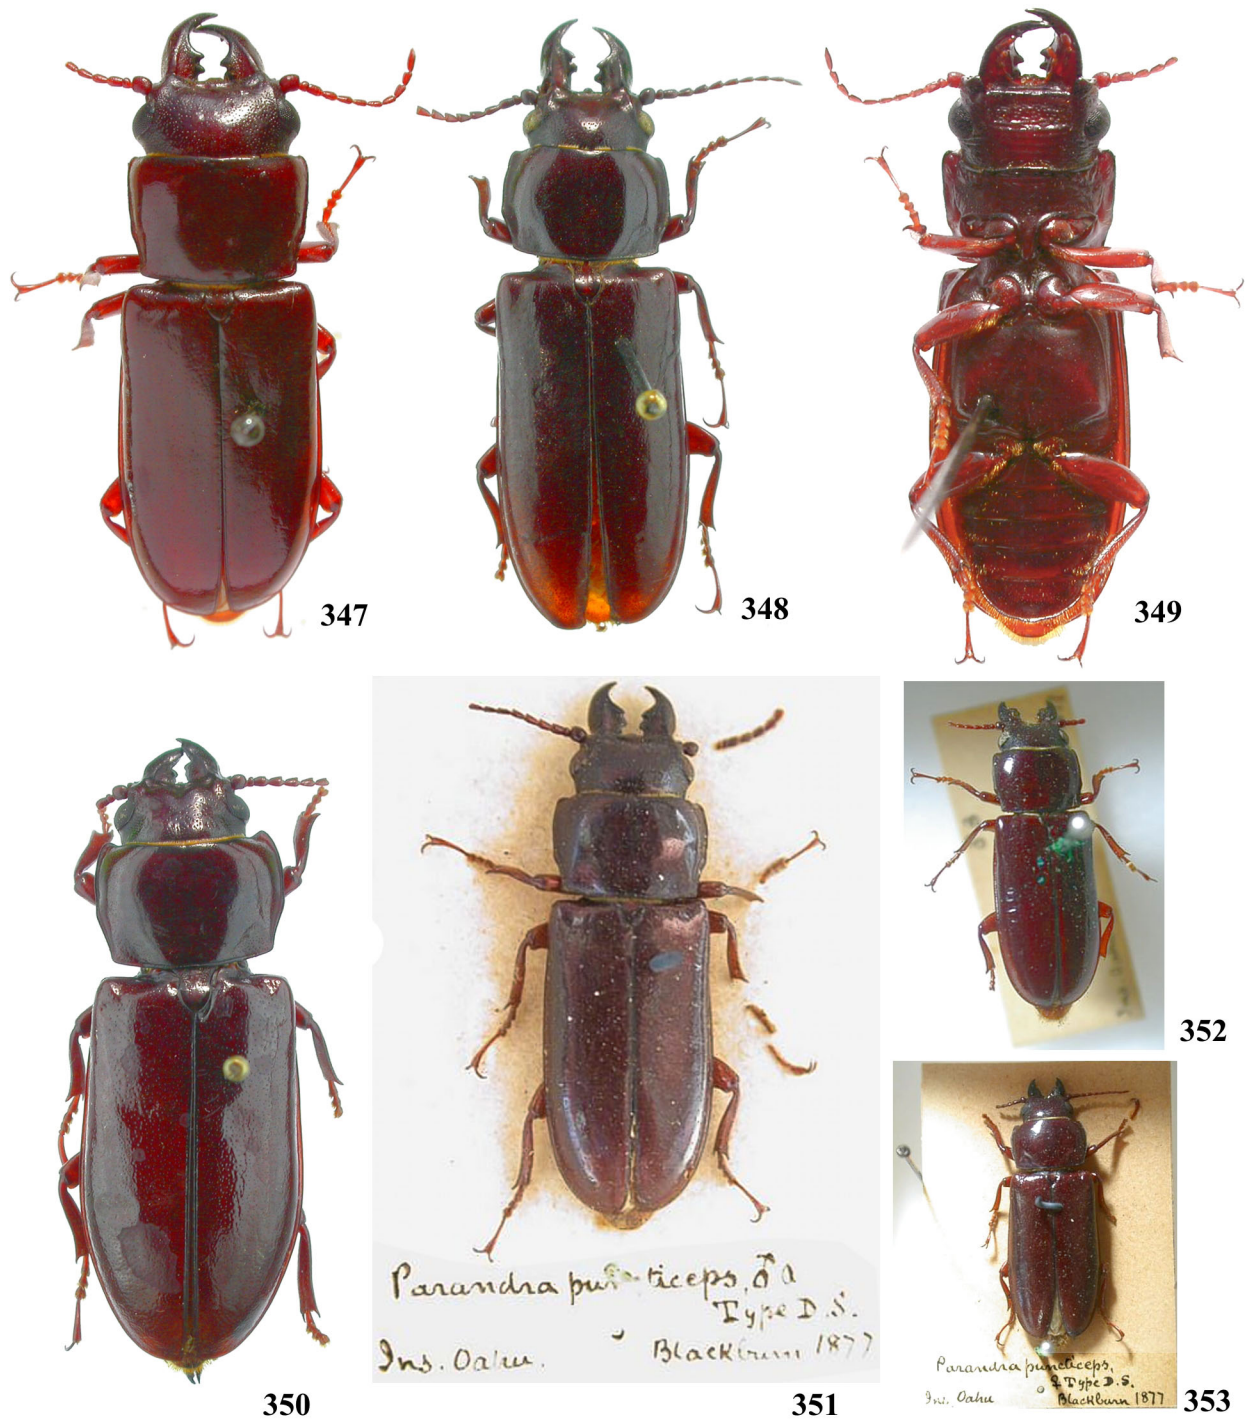 347
348
349
352
Parandra puncticeps, ♂ a
Type D.S.
Ins. Oahu.
Blackburn 1877
350
351
Parandra puncticeps,
♀ Type D.S.
Ins. Oahu
Blackburn 1877
353